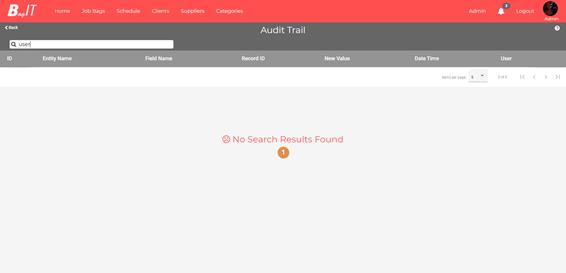 BagIT Home Job Bags Schedule Clients Suppliers Categories Admin 3 Logout Admin
Back
Audit Trail
user
ID Entity Name Field Name Record ID New Value Date Time User
Items per page: 5 0 of 0
No Search Results Found
1